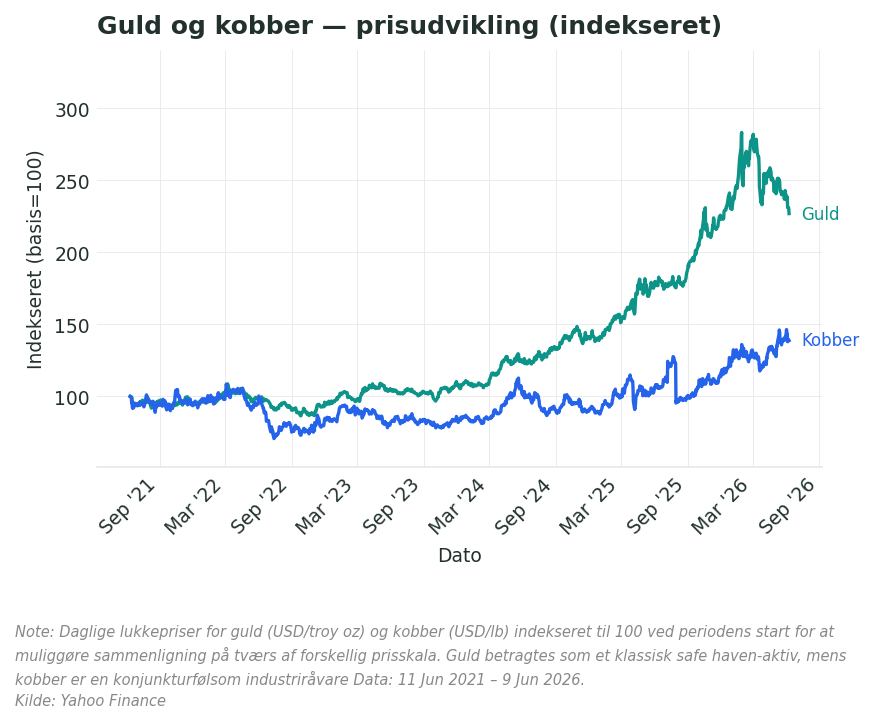 Guld og kobber — prisudvikling (indekseret)
Indekseret (basis=100)
300
250
200
150
100
Guld
Kobber
Sep '21
Mar '22
Sep '22
Mar '23
Sep '23
Mar '24
Sep '24
Mar '25
Sep '25
Mar '26
Sep '26
Dato
Note: Daglige lukkepriser for guld (USD/troy oz) og kobber (USD/lb) indekseret til 100 ved periodens start for at
muliggøre sammenligning på tværs af forskellig prisskala. Guld betragtes som et klassisk safe haven-aktiv, mens
kobber er en konjunkturfølsom industriråvare Data: 11 Jun 2021 – 9 Jun 2026.
Kilde: Yahoo Finance